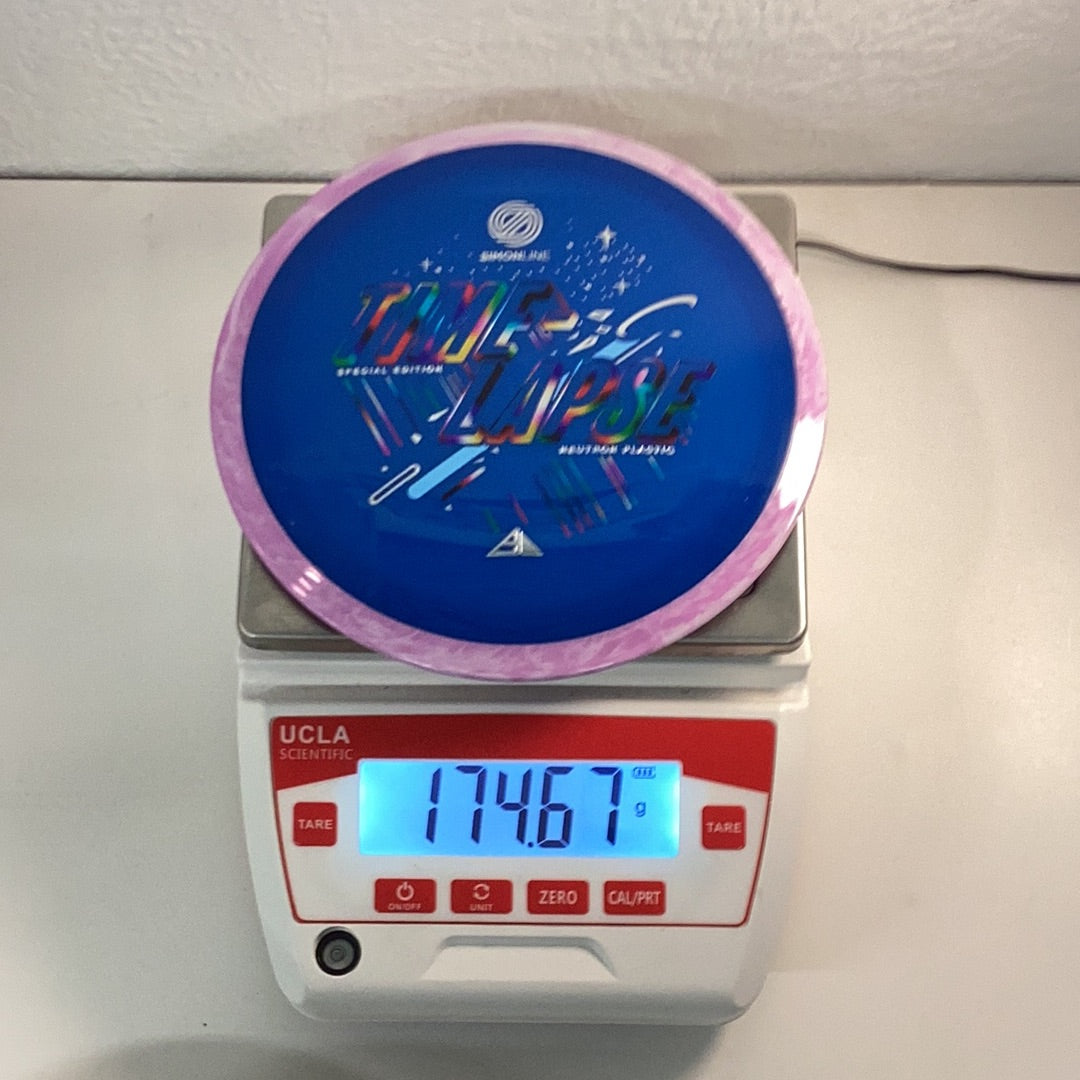 SIMONLINE
TIME-
SPECIAL EDITION
LAPSE
NEUTRON PLASTIC
UCLA
SCIENTIFIC
174.67 g
TARE
TARE
ON/OFF
UNIT
ZERO
CAL/PRT